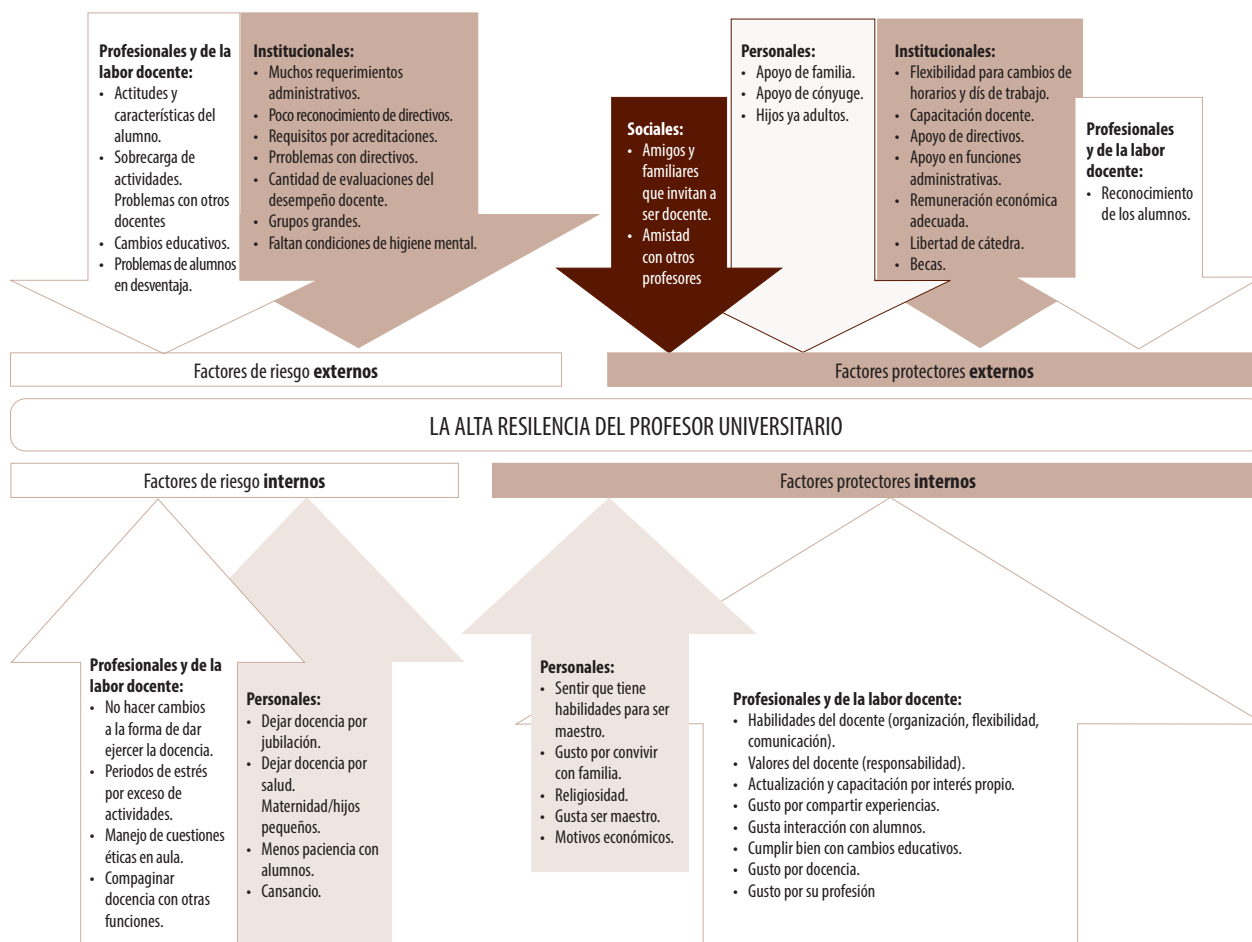 Profesionales y de la
labor docente:
• Actitudes y
características del
alumno.
• Sobrecarga de
actividades.
Problemas con otros
docentes
• Cambios educativos.
• Problemas de alumnos
en desventaja.
Institucionales:
• Muchos requerimientos
administrativos.
• Poco reconocimiento de directivos.
• Requisitos por acreditaciones.
• Prroblemas con directivos.
• Cantidad de evaluaciones del
desempeño docente.
• Grupos grandes.
• Faltan condiciones de higiene mental.
Sociales:
• Amigos y
familiares
que invitan a
ser docente.
• Amistad
con otros
profesores
Personales:
• Apoyo de familia.
• Apoyo de cónyuge.
• Hijos ya adultos.
Institucionales:
• Flexibilidad para cambios de
horarios y dís de trabajo.
• Capacitación docente.
• Apoyo de directivos.
• Apoyo en funciones
administrativas.
• Remuneración económica
adecuada.
• Libertad de cátedra.
• Becas.
Profesionales
y de la labor
docente:
• Reconocimiento
de los alumnos.
Factores de riesgo externos
Factores protectores externos
LA ALTA RESILENCIA DEL PROFESOR UNIVERSITARIO
Factores de riesgo internos
Factores protectores internos
Profesionales y de la
labor docente:
• No hacer cambios
a la forma de dar
ejercer la docencia.
• Periodos de estrés
por exceso de
actividades.
• Manejo de cuestiones
éticas en aula.
• Compaginar
docencia con otras
funciones.
Personales:
• Dejar docencia por
jubilación.
• Dejar docencia por
salud.
Maternidad/hijos
pequeños.
• Menos paciencia con
alumnos.
• Cansancio.
Personales:
• Sentir que tiene
habilidades para ser
maestro.
• Gusto por convivir
con familia.
• Religiosidad.
• Gusta ser maestro.
• Motivos económicos.
Profesionales y de la labor docente:
• Habilidades del docente (organización, flexibilidad,
comunicación).
• Valores del docente (responsabilidad).
• Actualización y capacitación por interés propio.
• Gusto por compartir experiencias.
• Gusta interacción con alumnos.
• Cumplir bien con cambios educativos.
• Gusto por docencia.
• Gusto por su profesión